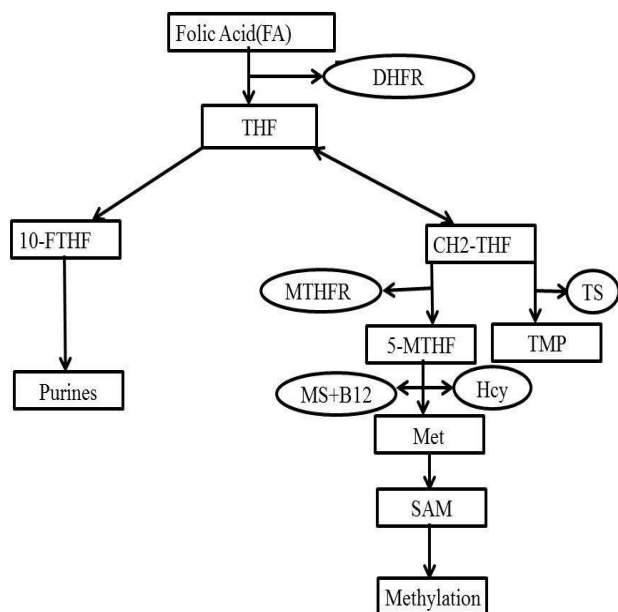 Folic Acid(FA)
DHFR
THF
10-FTHF
CH2-THF
MTHFR
TS
5-MTHF
TMP
Purines
MS+B12
Hcy
Met
SAM
Methylation